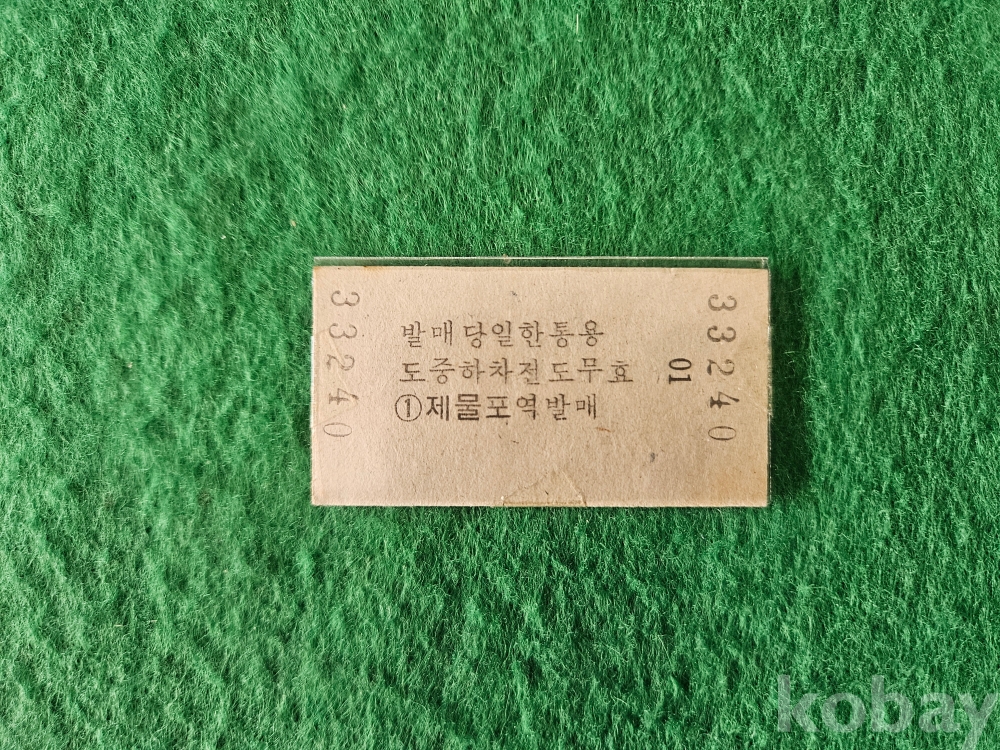 33240
발매당일한통용
도중하차전도무효
①제물포역발매
01
33240
kobay